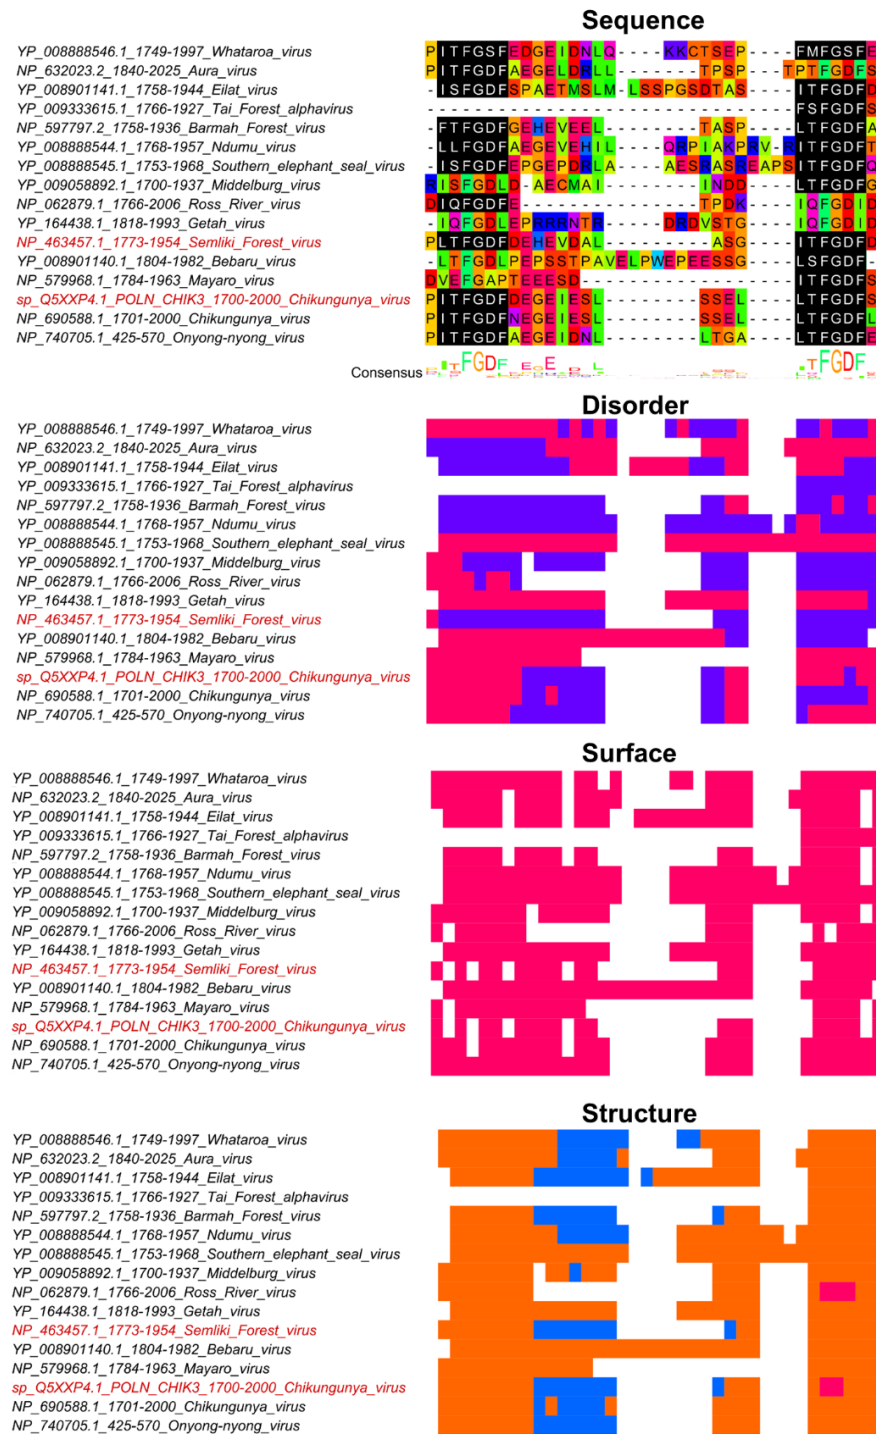 Sequence
YP_008888546.1_1749-1997_Whataroa_virus PITFGSFEDGEIDNLQ----KKCTSEP----FMFGSFE
NP_632023.2_1840-2025_Aura_virus PITFGDFAEGELDRLL-------TPSP---TPTFGDFS
YP_008901141.1_1758-1944_Eilat_virus -ISFGDFSPAETMSLM-LSSPGSDTAS----ITFGDFD
YP_009333615.1_1766-1927_Tai_Forest_alphavirus -------------------------------FSFGDFS
NP_597797.2_1758-1936_Barmah_Forest_virus -FTFGDFGEHEVEEL--------TASP----LTFGDFA
YP_008888544.1_1768-1957_Ndumu_virus -LLFGDFAEGEVEHIL----QRPIAKPRV-RITFGDFT
YP_008888545.1_1753-1968_Southern_elephant_seal_virus -ISFGDFEPGEPDRLA----AESRASREAPSITFGDFQ
YP_009058892.1_1700-1937_Middelburg_virus RISFGDLD-AECMAI--------INDD----LTFGDFG
NP_062879.1_1766-2006_Ross_River_virus DIQFGDFE---------------TPDK----IQFGDID
YP_164438.1_1818-1993_Getah_virus -IQFGDLEPRRRNTR-----DRDVSTG----IQFGDID
NP_463457.1_1773-1954_Semliki_Forest_virus PLTFGDFDEHEVDAL---------ASG----ITFGDFD
YP_008901140.1_1804-1982_Bebaru_virus -LTFGDLPEPSSTPAVELPWEPEESSG----LSFGDF-
NP_579968.1_1784-1963_Mayaro_virus DVEFGAPTEEESD------------------ITFGDFS
sp_Q5XXP4.1_POLN_CHIK3_1700-2000_Chikungunya_virus PITFGDFDEGEIESL--------SSEL----LTFGDFS
NP_690588.1_1701-2000_Chikungunya_virus PITFGDFNEGEIESL--------SSEL----LTFGDFL
NP_740705.1_425-570_Onyong-nyong_virus PITFGDFAEGEIDNL--------LTGA----LTFGDFE
Consensus
Disorder
YP_008888546.1_1749-1997_Whataroa_virus
NP_632023.2_1840-2025_Aura_virus
YP_008901141.1_1758-1944_Eilat_virus
YP_009333615.1_1766-1927_Tai_Forest_alphavirus
NP_597797.2_1758-1936_Barmah_Forest_virus
YP_008888544.1_1768-1957_Ndumu_virus
YP_008888545.1_1753-1968_Southern_elephant_seal_virus
YP_009058892.1_1700-1937_Middelburg_virus
NP_062879.1_1766-2006_Ross_River_virus
YP_164438.1_1818-1993_Getah_virus
NP_463457.1_1773-1954_Semliki_Forest_virus
YP_008901140.1_1804-1982_Bebaru_virus
NP_579968.1_1784-1963_Mayaro_virus
sp_Q5XXP4.1_POLN_CHIK3_1700-2000_Chikungunya_virus
NP_690588.1_1701-2000_Chikungunya_virus
NP_740705.1_425-570_Onyong-nyong_virus
Surface
YP_008888546.1_1749-1997_Whataroa_virus
NP_632023.2_1840-2025_Aura_virus
YP_008901141.1_1758-1944_Eilat_virus
YP_009333615.1_1766-1927_Tai_Forest_alphavirus
NP_597797.2_1758-1936_Barmah_Forest_virus
YP_008888544.1_1768-1957_Ndumu_virus
YP_008888545.1_1753-1968_Southern_elephant_seal_virus
YP_009058892.1_1700-1937_Middelburg_virus
NP_062879.1_1766-2006_Ross_River_virus
YP_164438.1_1818-1993_Getah_virus
NP_463457.1_1773-1954_Semliki_Forest_virus
YP_008901140.1_1804-1982_Bebaru_virus
NP_579968.1_1784-1963_Mayaro_virus
sp_Q5XXP4.1_POLN_CHIK3_1700-2000_Chikungunya_virus
NP_690588.1_1701-2000_Chikungunya_virus
NP_740705.1_425-570_Onyong-nyong_virus
Structure
YP_008888546.1_1749-1997_Whataroa_virus
NP_632023.2_1840-2025_Aura_virus
YP_008901141.1_1758-1944_Eilat_virus
YP_009333615.1_1766-1927_Tai_Forest_alphavirus
NP_597797.2_1758-1936_Barmah_Forest_virus
YP_008888544.1_1768-1957_Ndumu_virus
YP_008888545.1_1753-1968_Southern_elephant_seal_virus
YP_009058892.1_1700-1937_Middelburg_virus
NP_062879.1_1766-2006_Ross_River_virus
YP_164438.1_1818-1993_Getah_virus
NP_463457.1_1773-1954_Semliki_Forest_virus
YP_008901140.1_1804-1982_Bebaru_virus
NP_579968.1_1784-1963_Mayaro_virus
sp_Q5XXP4.1_POLN_CHIK3_1700-2000_Chikungunya_virus
NP_690588.1_1701-2000_Chikungunya_virus
NP_740705.1_425-570_Onyong-nyong_virus